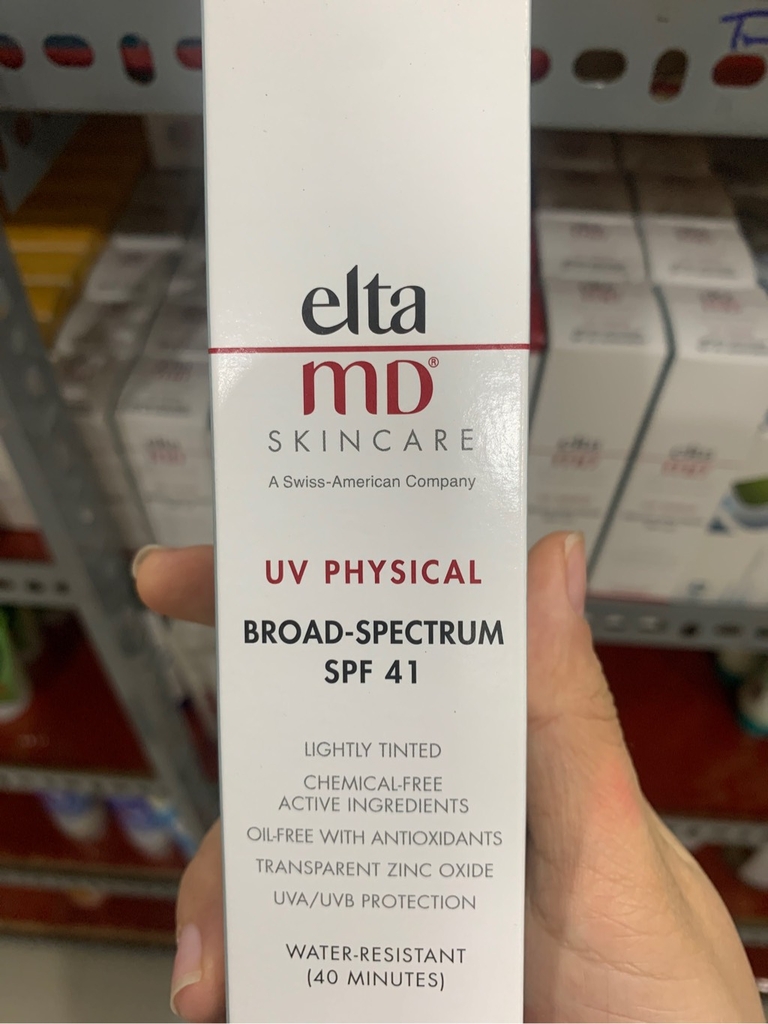 elta
MD®
SKINCARE
A Swiss-American Company
UV PHYSICAL
BROAD-SPECTRUM
SPF 41
LIGHTLY TINTED
CHEMICAL-FREE
ACTIVE INGREDIENTS
OIL-FREE WITH ANTIOXIDANTS
TRANSPARENT ZINC OXIDE
UVA/UVB PROTECTION
WATER-RESISTANT
(40 MINUTES)